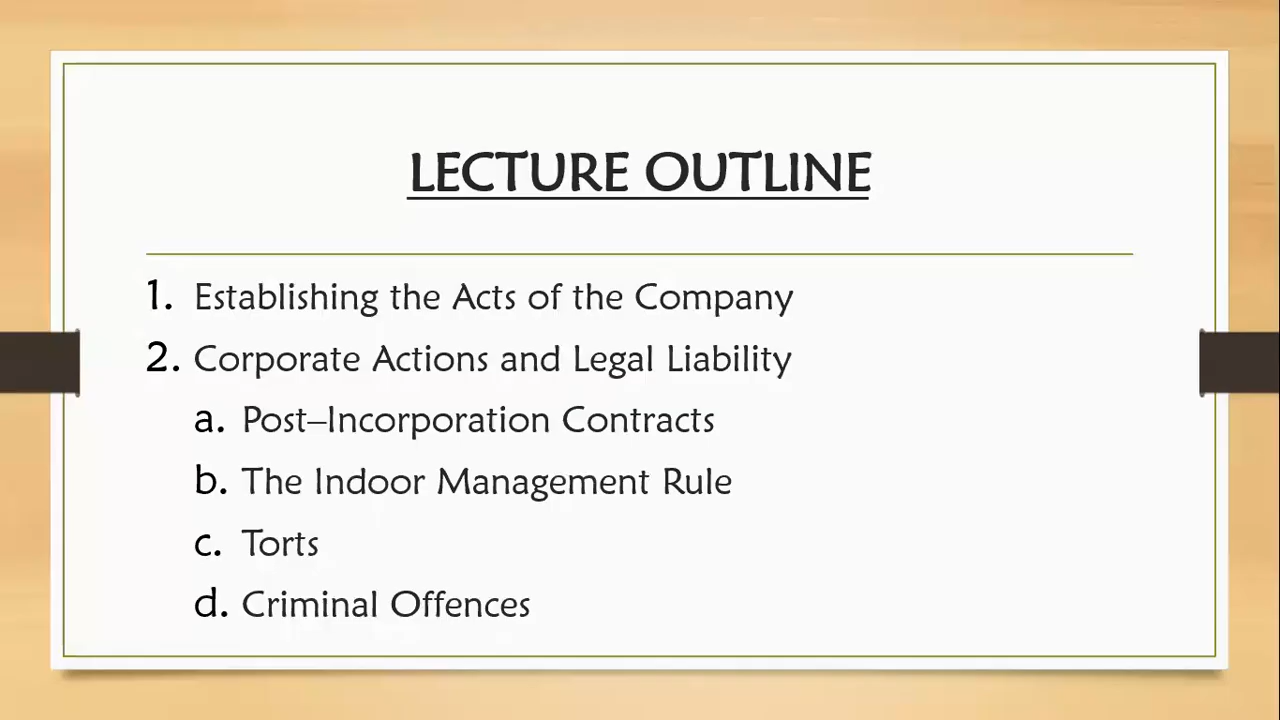 LECTURE OUTLINE
1. Establishing the Acts of the Company
2. Corporate Actions and Legal Liability
a. Post–Incorporation Contracts
b. The Indoor Management Rule
c. Torts
d. Criminal Offences